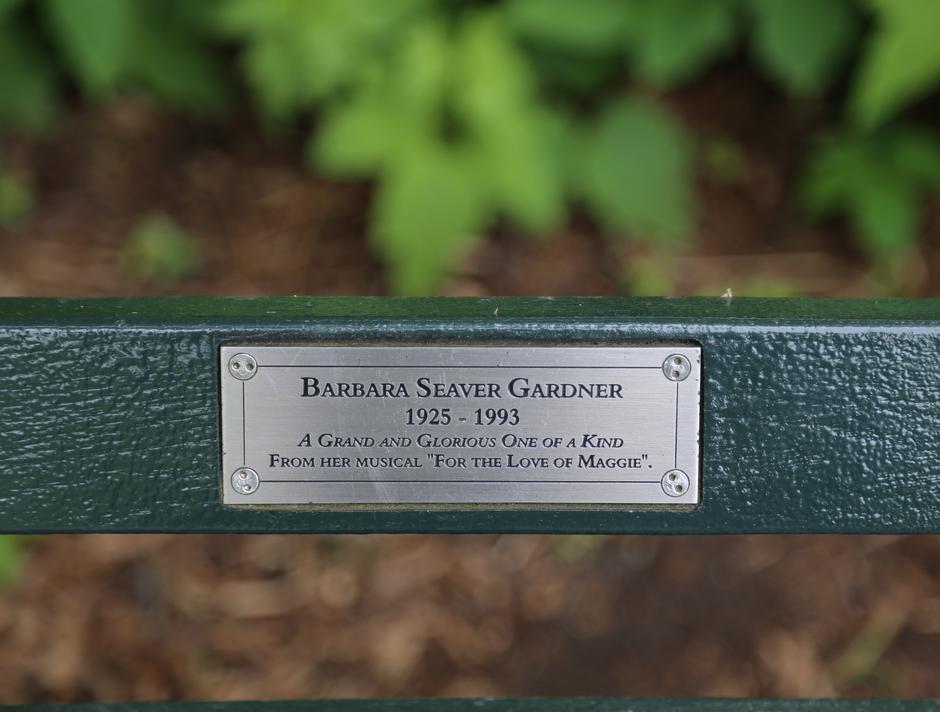 Barbara Seaver Gardner
1925 - 1993
A Grand and Glorious One of a Kind
From her musical "For the Love of Maggie".